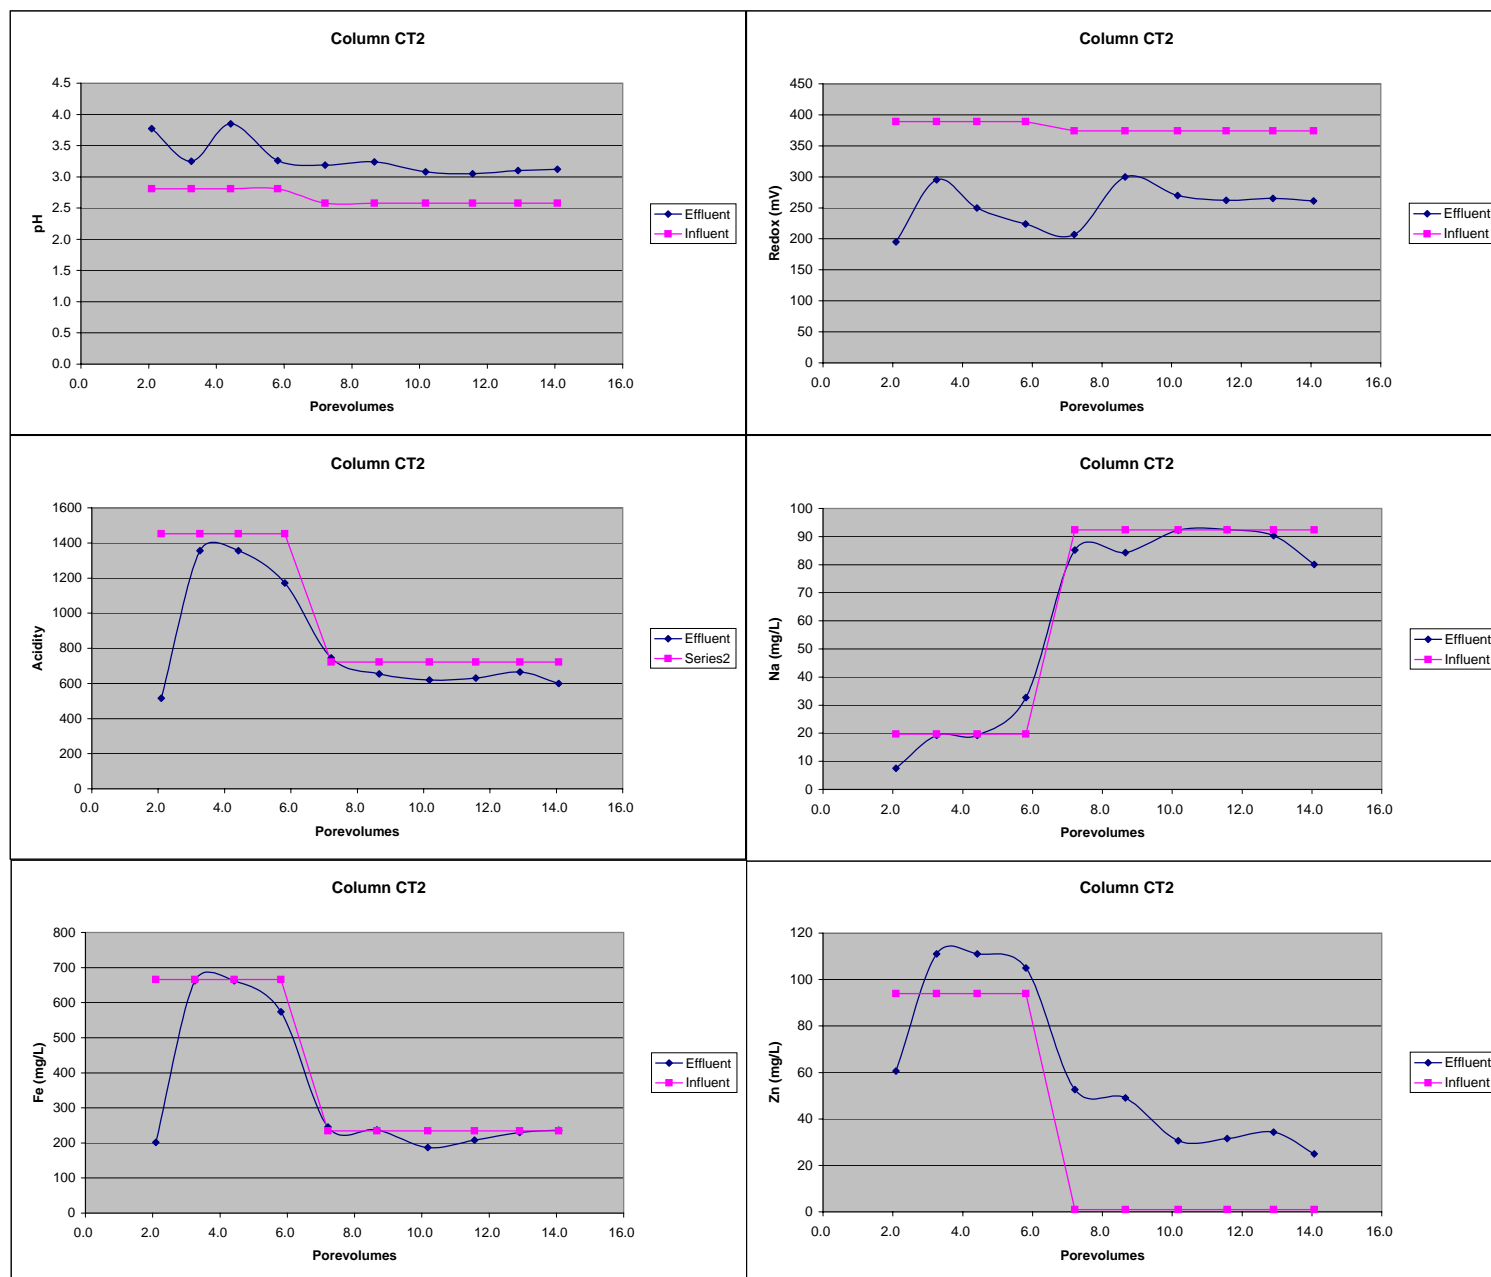 Column CT2
4.5
4.0
3.5
3.0
2.5
2.0
1.5
1.0
0.5
0.0
pH
0.0 2.0 4.0 6.0 8.0 10.0 12.0 14.0 16.0
Porevolumes
Effluent
Influent
Column CT2
450
400
350
300
250
200
150
100
50
0
Redox (mV)
0.0 2.0 4.0 6.0 8.0 10.0 12.0 14.0 16.0
Porevolumes
Effluent
Influent
Column CT2
1600
1400
1200
1000
800
600
400
200
0
Acidity
0.0 2.0 4.0 6.0 8.0 10.0 12.0 14.0 16.0
Porevolumes
Effluent
Series2
Column CT2
100
90
80
70
60
50
40
30
20
10
0
Na (mg/L)
0.0 2.0 4.0 6.0 8.0 10.0 12.0 14.0 16.0
Porevolumes
Effluent
Influent
Column CT2
800
700
600
500
400
300
200
100
0
Fe (mg/L)
0.0 2.0 4.0 6.0 8.0 10.0 12.0 14.0 16.0
Porevolumes
Effluent
Influent
Column CT2
120
100
80
60
40
20
0
Zn (mg/L)
0.0 2.0 4.0 6.0 8.0 10.0 12.0 14.0 16.0
Porevolumes
Effluent
Influent